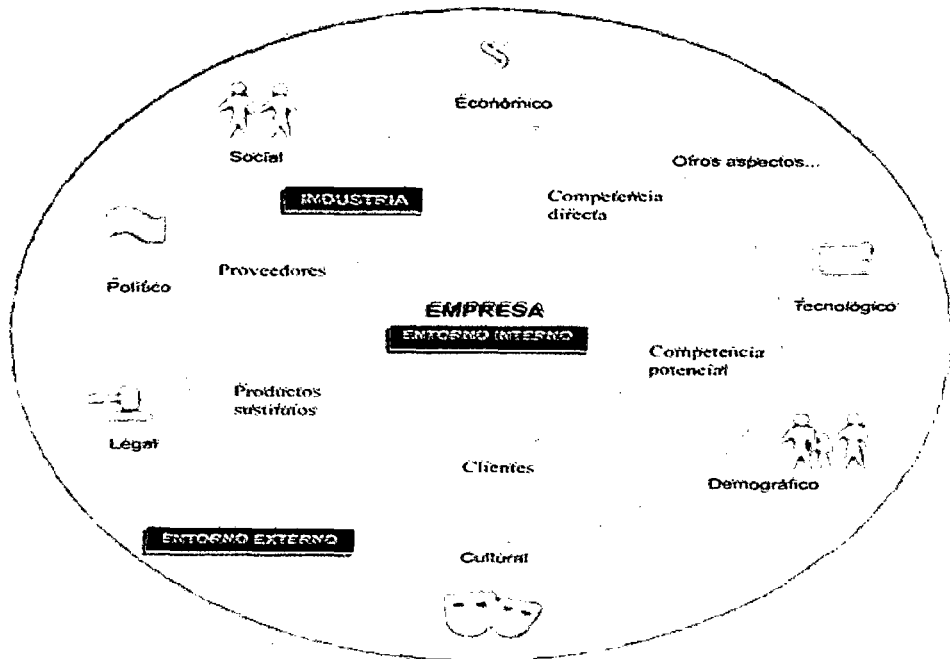 Económico
Social
Otros aspectos...
INDUSTRIA
Competencia
directa
Proveedores
Político
Tecnológico
EMPRESA
ENTORNO INTERNO
Competencia
potencial
Productos
sustitutos
Légal
Clientes
Demográfico
ENTORNO EXTERNO
Cultural